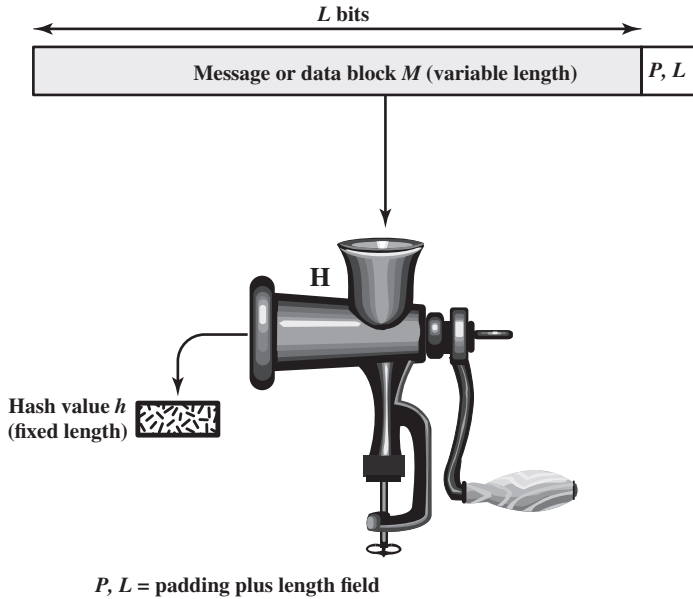 L bits
Message or data block M (variable length)
P, L
H
Hash value h
(fixed length)
P, L = padding plus length field